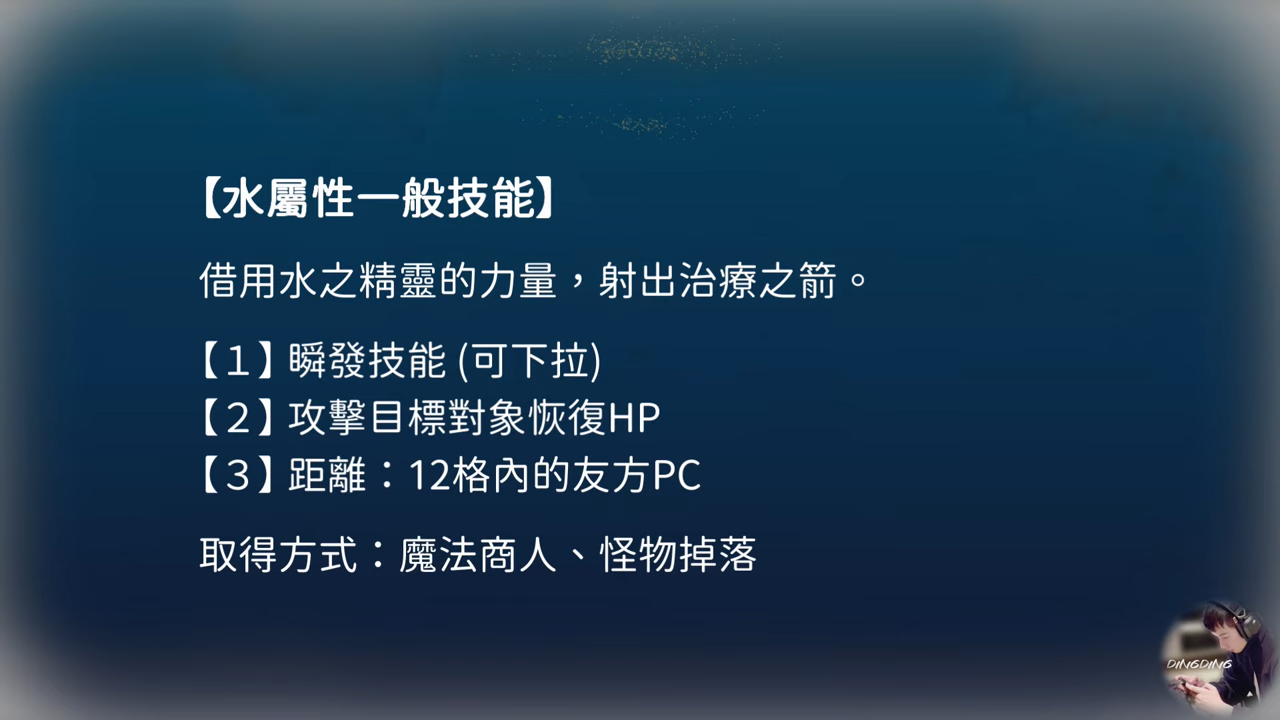 【水屬性一般技能】
借用水之精靈的力量，射出治療之箭。
【１】瞬發技能 (可下拉)
【２】攻擊目標對象恢復HP
【３】距離：12格內的友方PC
取得方式：魔法商人、怪物掉落
DINGDING